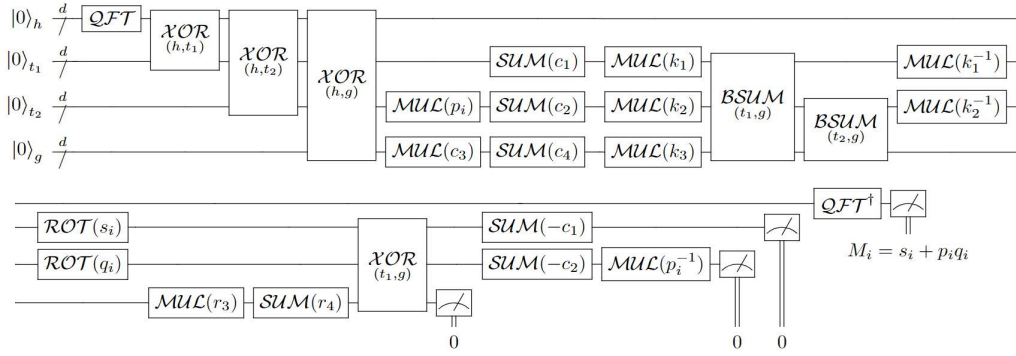 |0⟩_h d QFT XOR (h,t_1) XOR (h,t_2) XOR (h,g)
|0⟩_{t_1} d SUM(c_1) MUL(k_1) BSUM (t_1,g) MUL(k_1^{-1})
|0⟩_{t_2} d MUL(p_i) SUM(c_2) MUL(k_2) BSUM (t_2,g) MUL(k_2^{-1})
|0⟩_g d MUL(c_3) SUM(c_4) MUL(k_3)
QFT^†
ROT(s_i) XOR (t_1,g) SUM(-c_1)
M_i = s_i + p_i q_i
ROT(q_i) SUM(-c_2) MUL(p_i^{-1})
MUL(r_3) SUM(r_4)
0 0 0